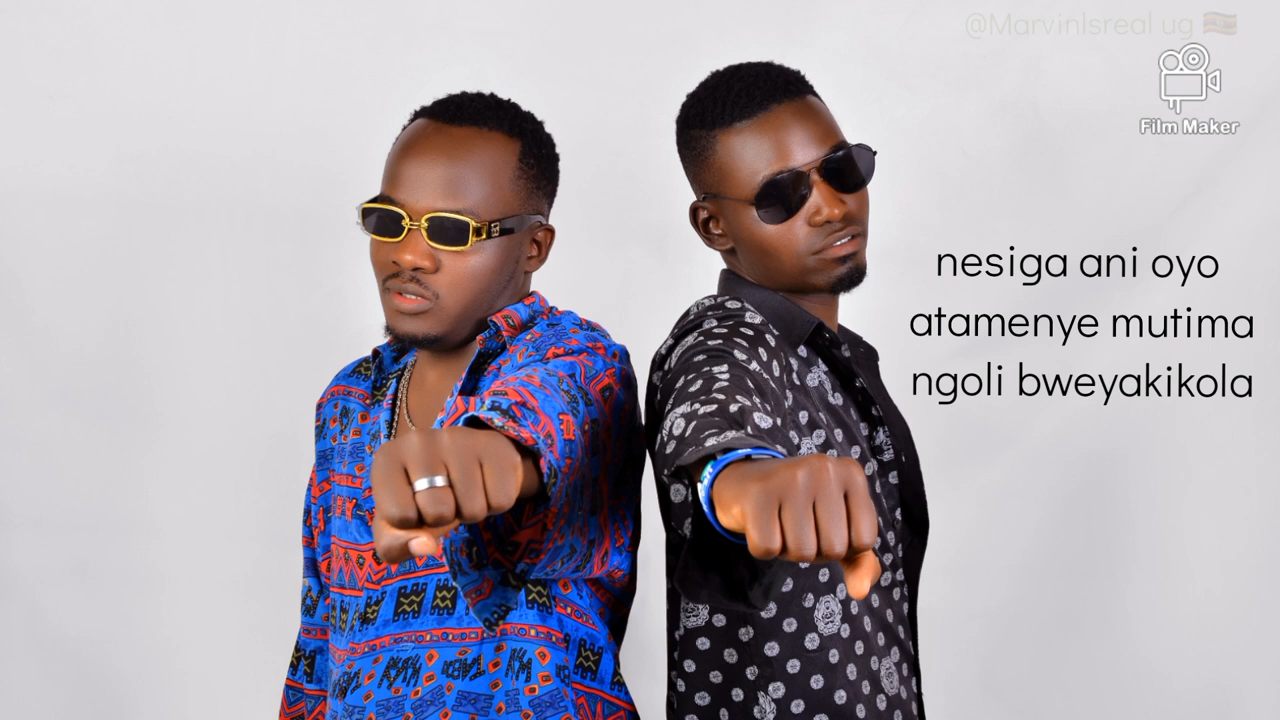 @MarvinIsreal ug 🇺🇬
Film Maker
nesiga ani oyo
atamenye mutima
ngoli bweyakikola